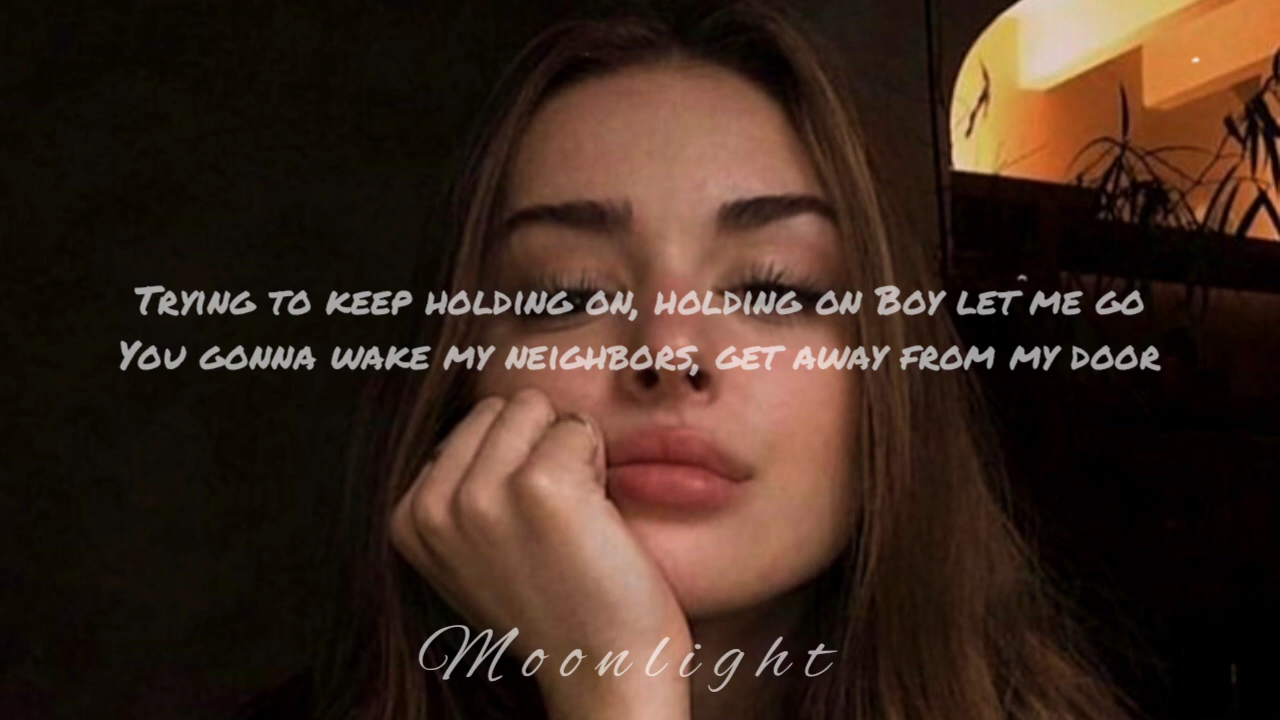 Trying to keep holding on, holding on Boy let me go
You gonna wake my neighbors, get away from my door
Moonlight